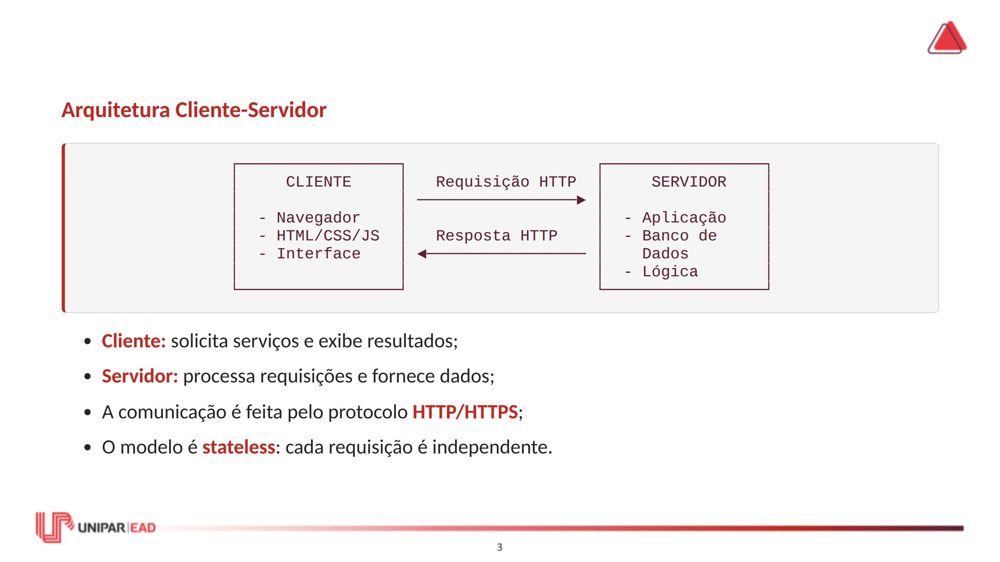 Arquitetura Cliente-Servidor
CLIENTE Requisição HTTP SERVIDOR
- Navegador - Aplicação
- HTML/CSS/JS Resposta HTTP - Banco de
- Interface Dados
- Lógica
• Cliente: solicita serviços e exibe resultados;
• Servidor: processa requisições e fornece dados;
• A comunicação é feita pelo protocolo HTTP/HTTPS;
• O modelo é stateless: cada requisição é independente.
UNIPAR|EAD
3